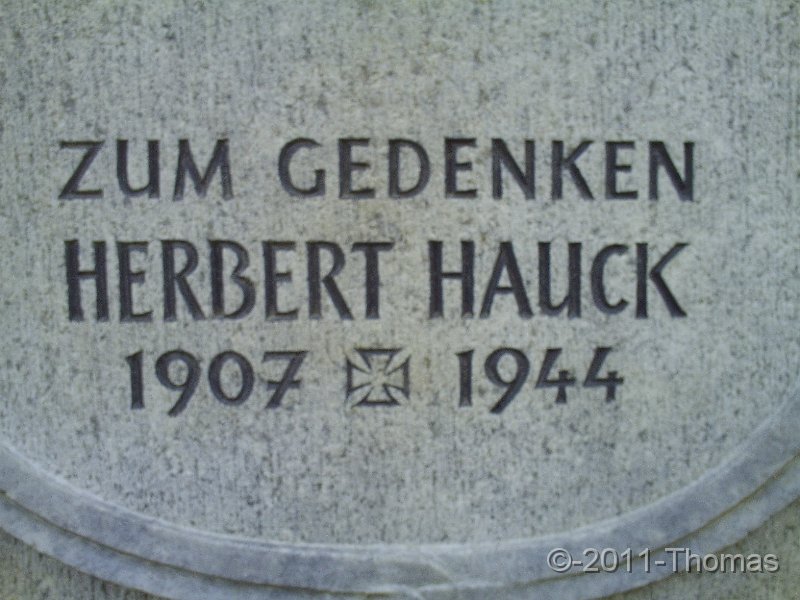 ZUM GEDENKEN
HERBERT HAUCK
1907 ✠ 1944
©-2011-Thomas